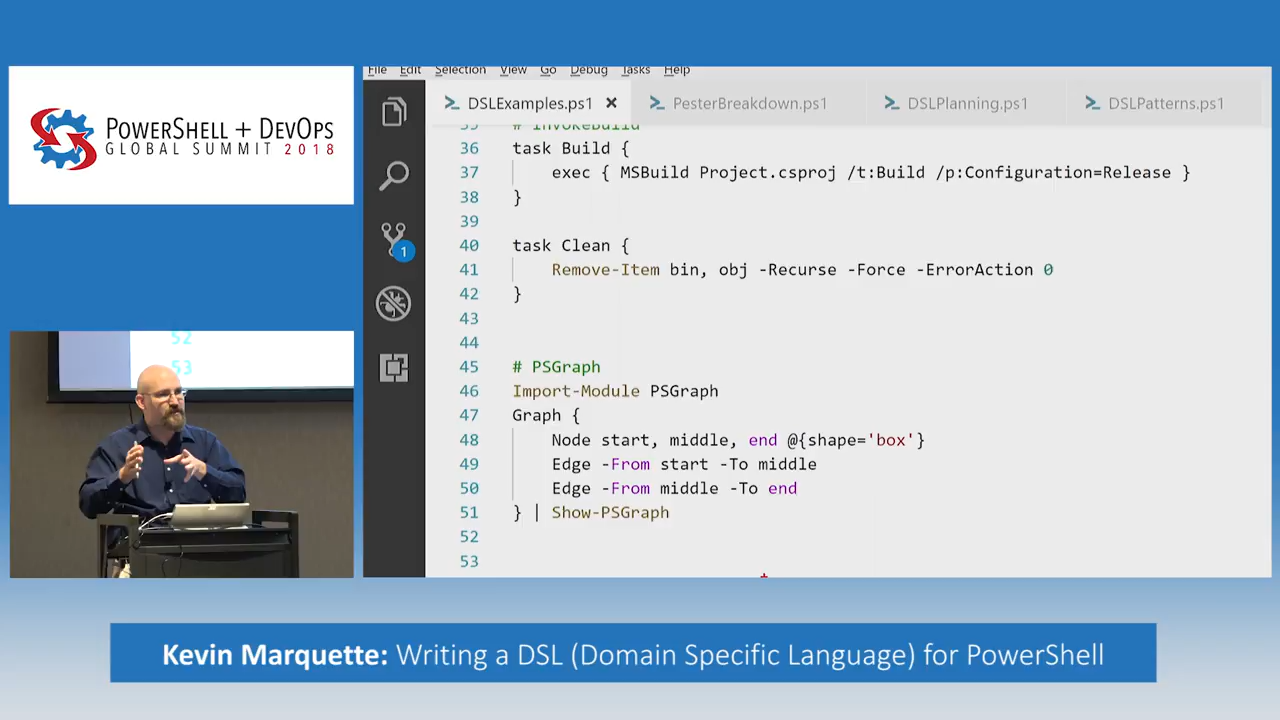 POWERSHELL + DEVOPS
GLOBAL SUMMIT 2018
File Edit Selection View Go Debug Tasks Help
DSLExamples.ps1 PesterBreakdown.ps1 DSLPlanning.ps1 DSLPatterns.ps1
1
35 # InvokeBuild
36 task Build {
37 exec { MSBuild Project.csproj /t:Build /p:Configuration=Release }
38 }
39
40 task Clean {
41 Remove-Item bin, obj -Recurse -Force -ErrorAction 0
42 }
43
44
45 # PSGraph
46 Import-Module PSGraph
47 Graph {
48 Node start, middle, end @{shape='box'}
49 Edge -From start -To middle
50 Edge -From middle -To end
51 } | Show-PSGraph
52
53
52
53
Kevin Marquette: Writing a DSL (Domain Specific Language) for PowerShell